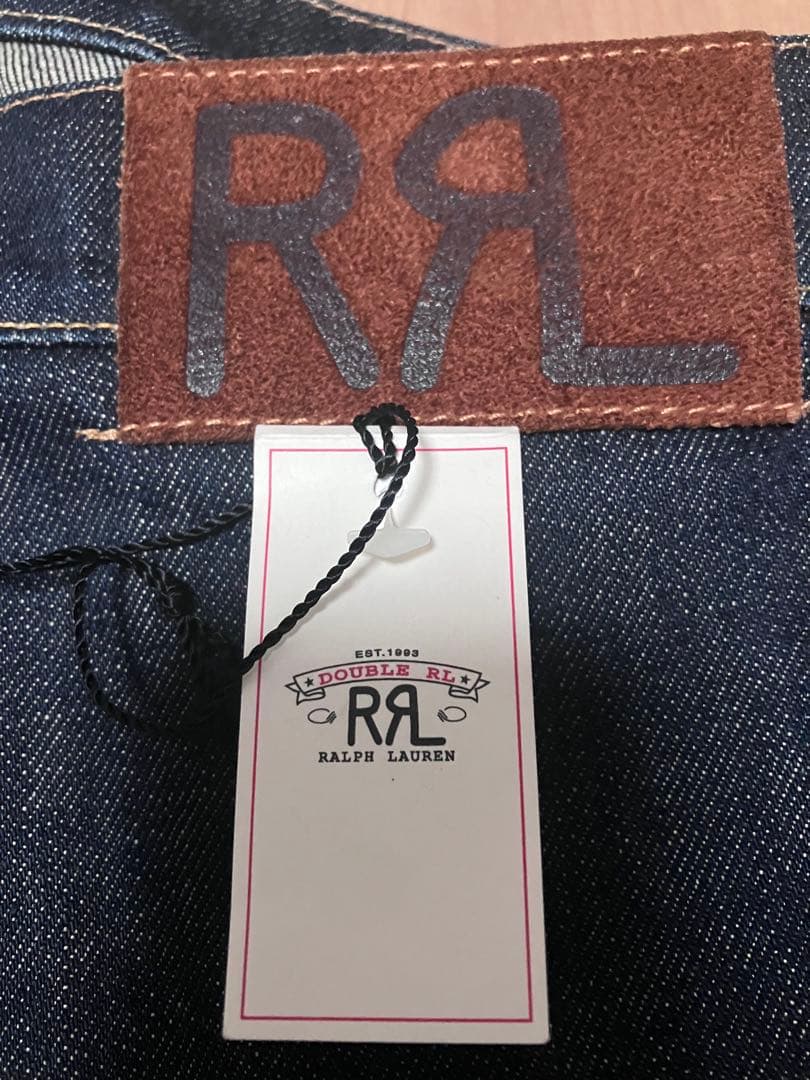 RRL
EST.1993
DOUBLE RL
RRL
RALPH LAUREN